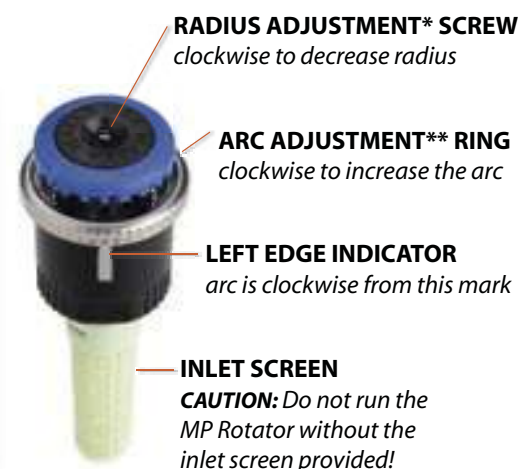 RADIUS ADJUSTMENT* SCREW
clockwise to decrease radius
ARC ADJUSTMENT** RING
clockwise to increase the arc
LEFT EDGE INDICATOR
arc is clockwise from this mark
INLET SCREEN
CAUTION: Do not run the
MP Rotator without the
inlet screen provided!